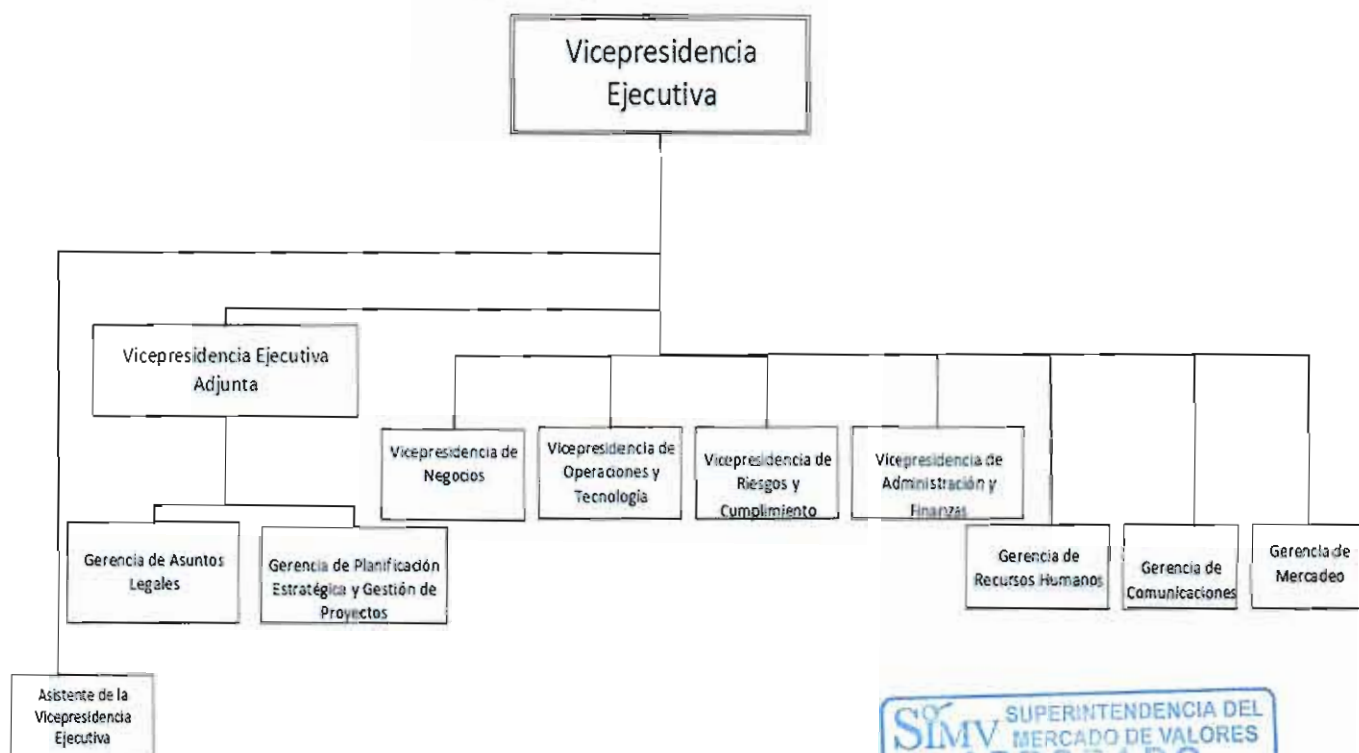 Vicepresidencia
Ejecutiva
Vicepresidencia Ejecutiva
Adjunta
Vicepresidencia de
Negocios
Vicepresidencia de
Operaciones y
Tecnología
Vicepresidencia de
Riesgos y
Cumplimiento
Vicepresidencia de
Administración y
Finanzas
Gerencia de Asuntos
Legales
Gerencia de Planificación
Estratégica y Gestión de
Proyectos
Gerencia de
Recursos Humanos
Gerencia de
Comunicaciones
Gerencia de
Mercadeo
Asistente de la
Vicepresidencia
Ejecutiva
SIMV SUPERINTENDENCIA DEL
MERCADO DE VALORES